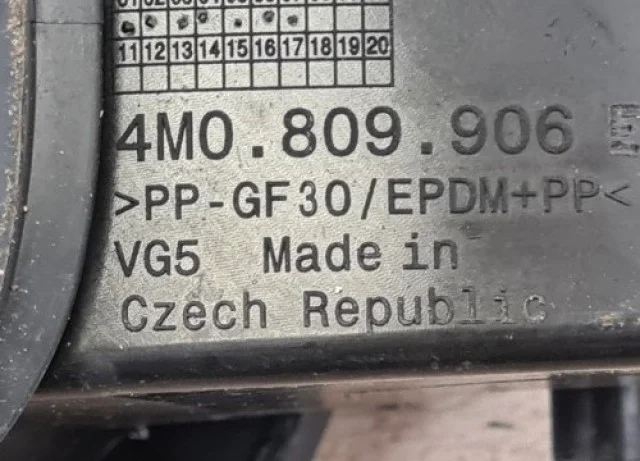 11 12 13 14 15 16 17 18 19 20
4M0.809.906 E
>PP-GF30/EPDM+PP<
VG5 Made in
Czech Republic